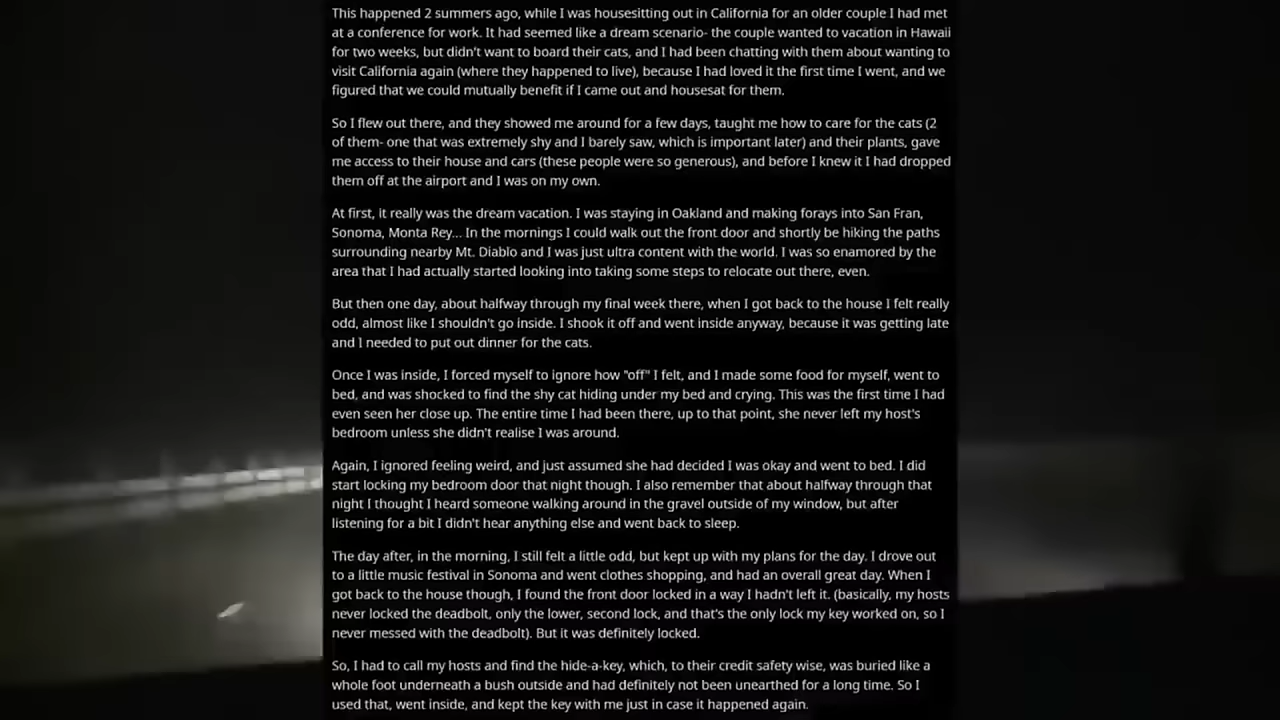 This happened 2 summers ago, while I was housesitting out in California for an older couple I had met
at a conference for work. It had seemed like a dream scenario- the couple wanted to vacation in Hawaii
for two weeks, but didn't want to board their cats, and I had been chatting with them about wanting to
visit California again (where they happened to live), because I had loved it the first time I went, and we
figured that we could mutually benefit if I came out and housesat for them.
So I flew out there, and they showed me around for a few days, taught me how to care for the cats (2
of them- one that was extremely shy and I barely saw, which is important later) and their plants, gave
me access to their house and cars (these people were so generous), and before I knew it I had dropped
them off at the airport and I was on my own.
At first, it really was the dream vacation. I was staying in Oakland and making forays into San Fran,
Sonoma, Monta Rey... In the mornings I could walk out the front door and shortly be hiking the paths
surrounding nearby Mt. Diablo and I was just ultra content with the world. I was so enamored by the
area that I had actually started looking into taking some steps to relocate out there, even.
But then one day, about halfway through my final week there, when I got back to the house I felt really
odd, almost like I shouldn't go inside. I shook it off and went inside anyway, because it was getting late
and I needed to put out dinner for the cats.
Once I was inside, I forced myself to ignore how "off" I felt, and I made some food for myself, went to
bed, and was shocked to find the shy cat hiding under my bed and crying. This was the first time I had
even seen her close up. The entire time I had been there, up to that point, she never left my host's
bedroom unless she didn't realise I was around.
Again, I ignored feeling weird, and just assumed she had decided I was okay and went to bed. I did
start locking my bedroom door that night though. I also remember that about halfway through that
night I thought I heard someone walking around in the gravel outside of my window, but after
listening for a bit I didn't hear anything else and went back to sleep.
The day after, in the morning, I still felt a little odd, but kept up with my plans for the day. I drove out
to a little music festival in Sonoma and went clothes shopping, and had an overall great day. When I
got back to the house though, I found the front door locked in a way I hadn't left it. (basically, my hosts
never locked the deadbolt, only the lower, second lock, and that's the only lock my key worked on, so I
never messed with the deadbolt). But it was definitely locked.
So, I had to call my hosts and find the hide-a-key, which, to their credit safety wise, was buried like a
whole foot underneath a bush outside and had definitely not been unearthed for a long time. So I
used that, went inside, and kept the key with me just in case it happened again.